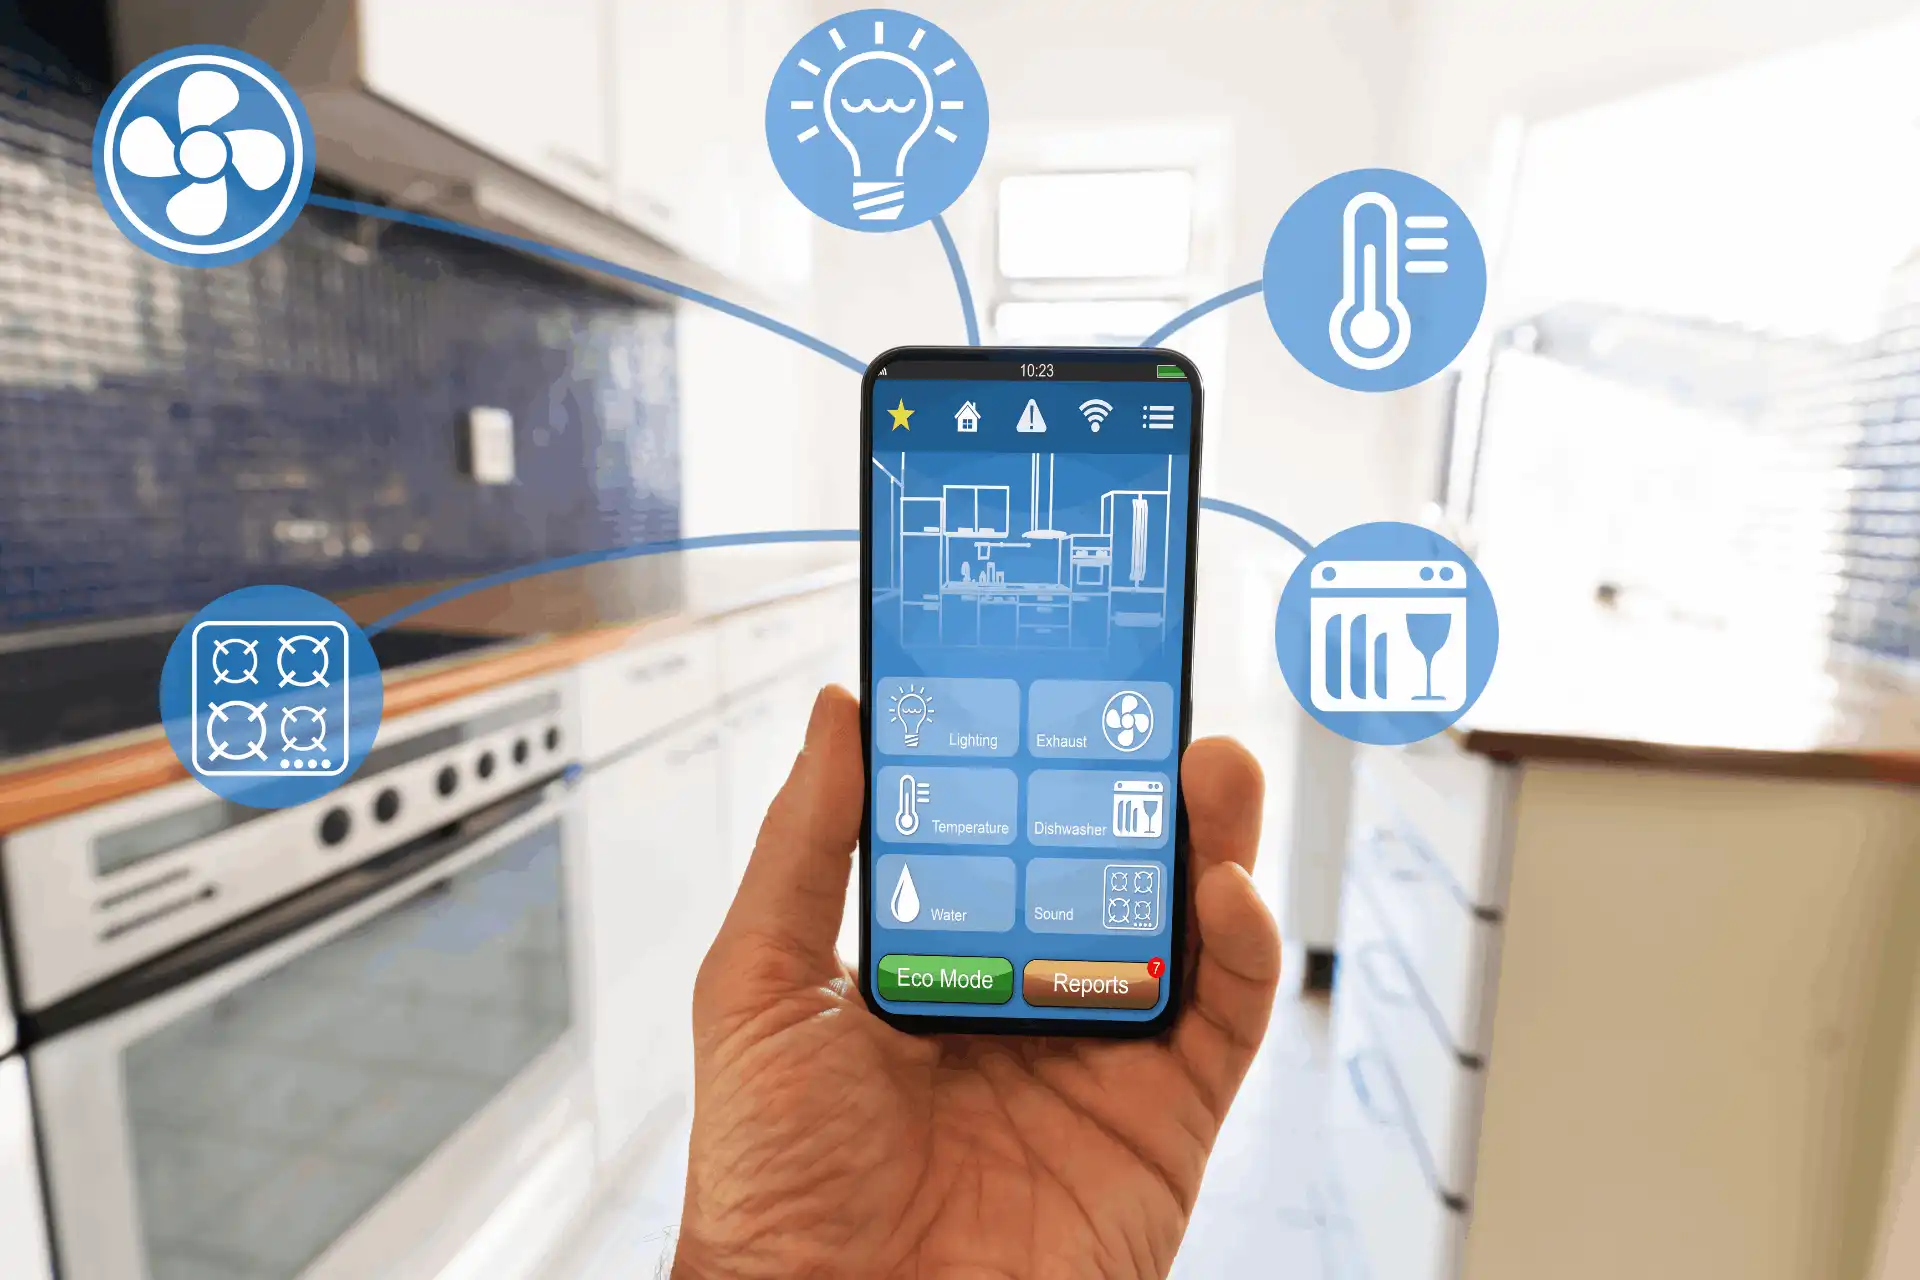 10:23
Lighting
Exhaust
Temperature
Dishwasher
Water
Sound
Eco Mode
Reports
7